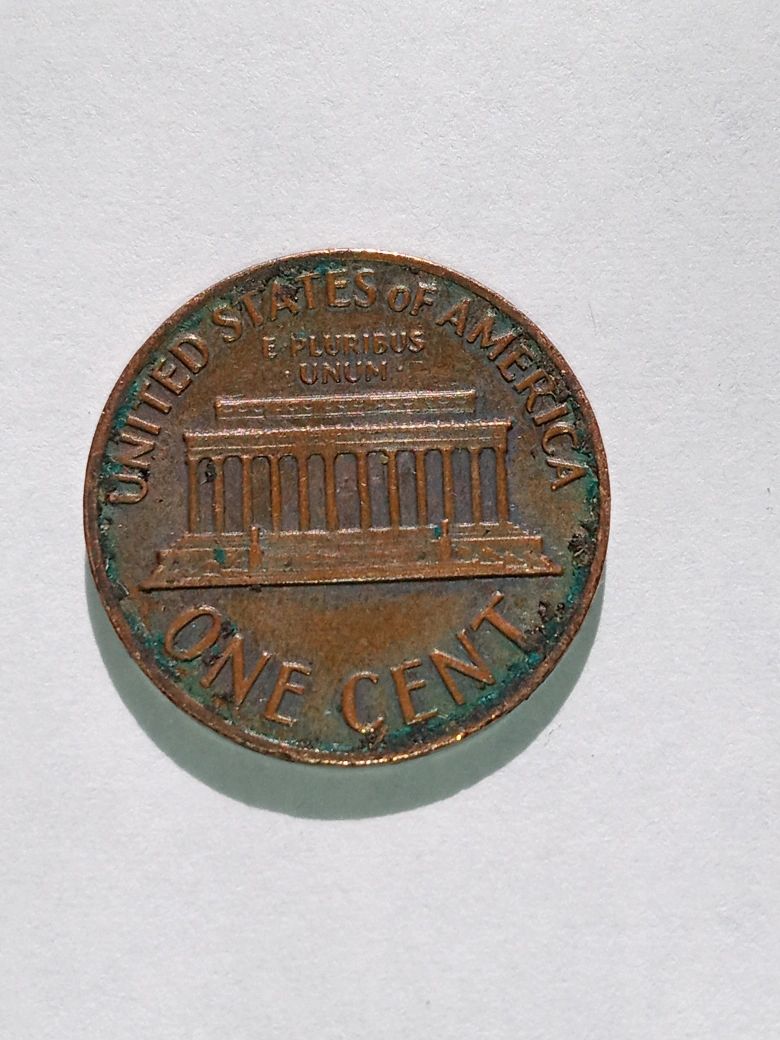 UNITED STATES OF AMERICA
E PLURIBUS
· UNUM ·
ONE CENT